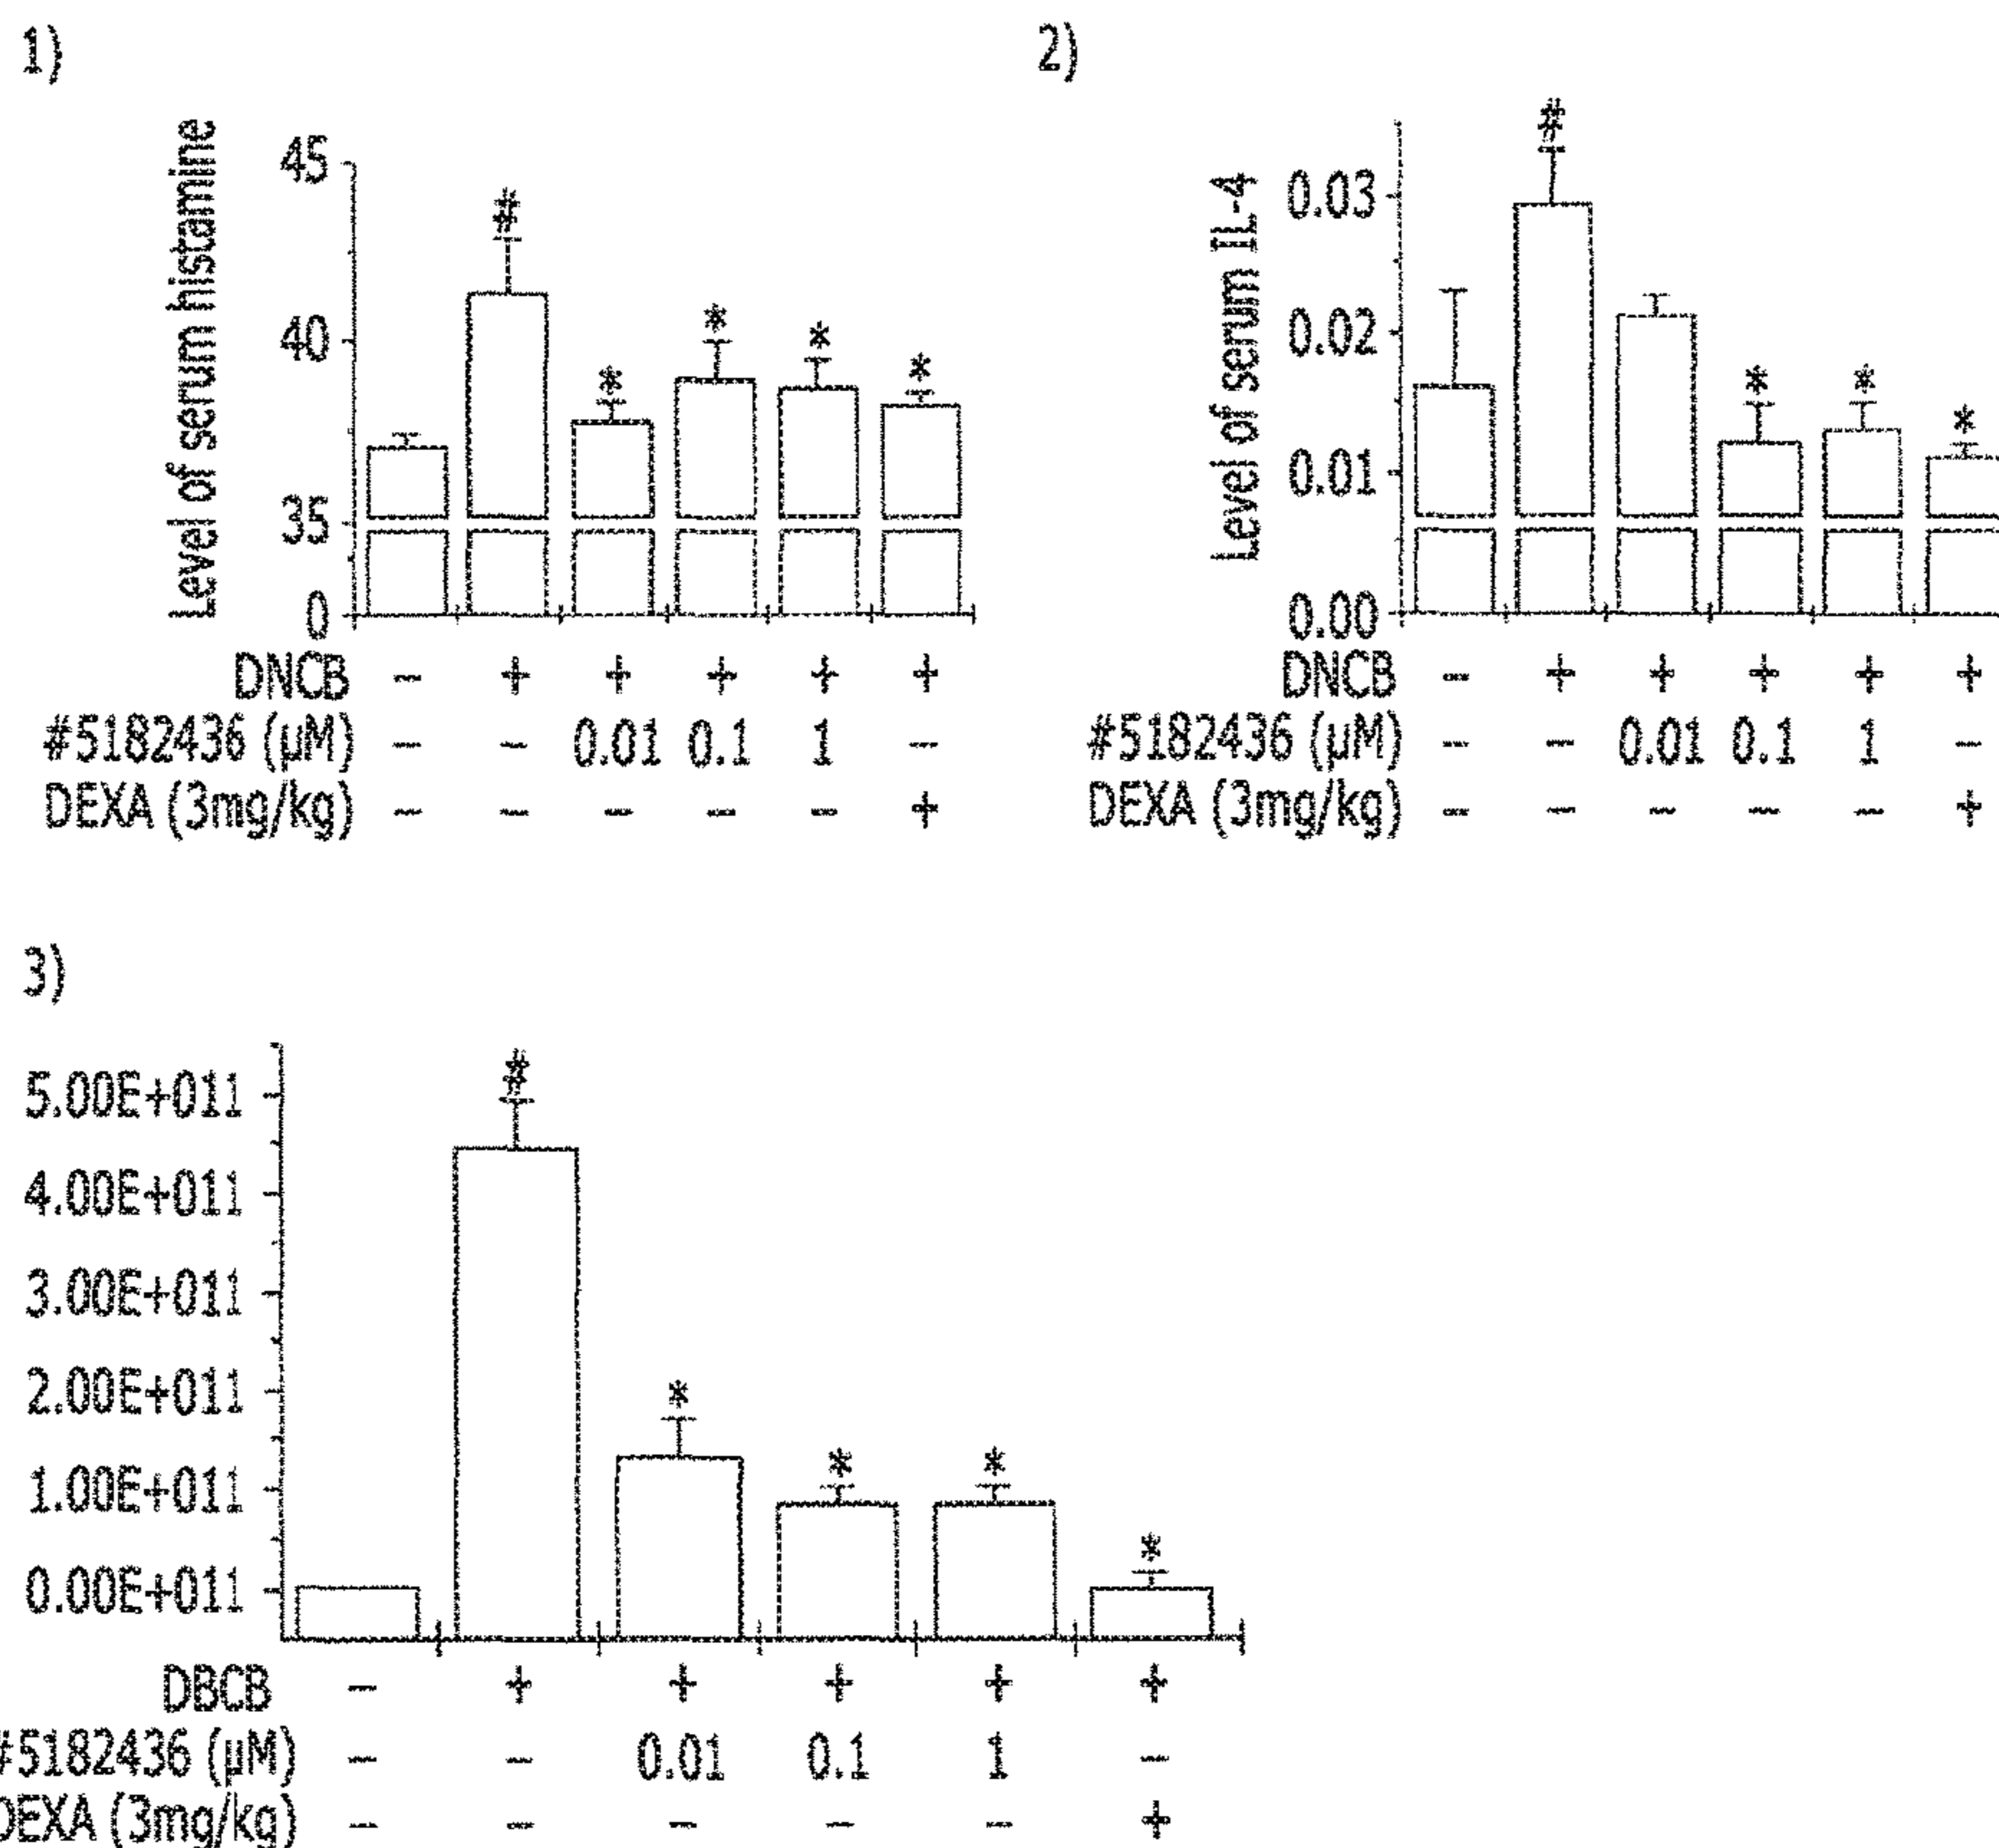 1)
Level of serum histamine
45
#
40
*
*
*
*
35
0
DNCB - + + + + +
#5182436 (µM) - - 0.01 0.1 1 -
DEXA (3mg/kg) - - - - - +
2)
Level of serum IL-4
#
0.03
0.02
*
*
*
0.01
0.00
DNCB - + + + + +
#5182436 (µM) - - 0.01 0.1 1 -
DEXA (3mg/kg) - - - - - +
3)
#
5.00E+011
4.00E+011
3.00E+011
2.00E+011
*
*
*
1.00E+011
*
0.00E+011
DBCB - + + + + +
#5182436 (µM) - - 0.01 0.1 1 -
DEXA (3mg/kg) - - - - - +